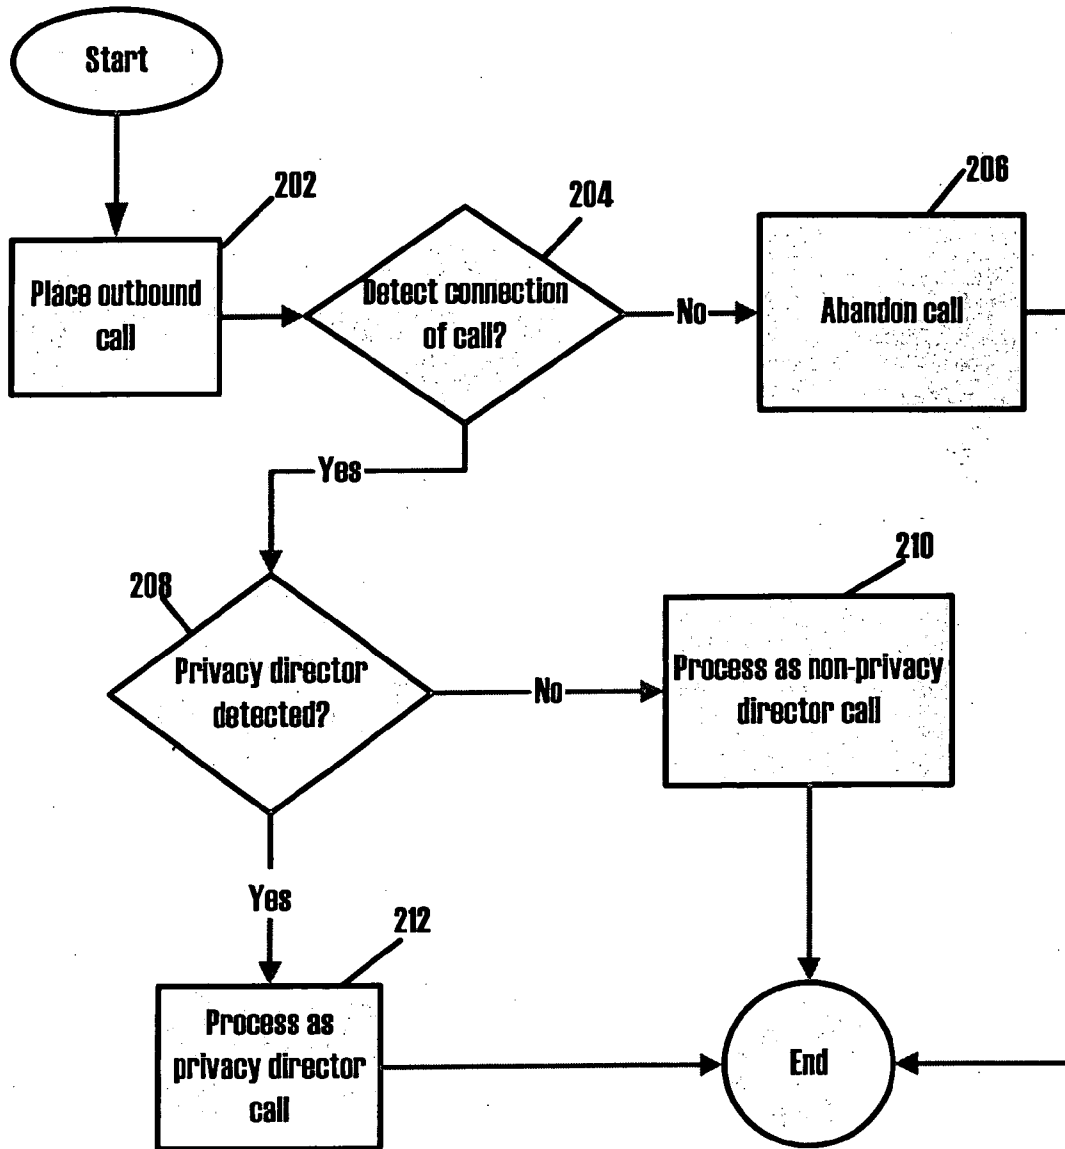 Start
202
Place outbound
call
204
Detect connection
of call?
No
206
Abandon call
Yes
208
Privacy director
detected?
No
210
Process as non-privacy
director call
Yes
212
Process as
privacy director
call
End